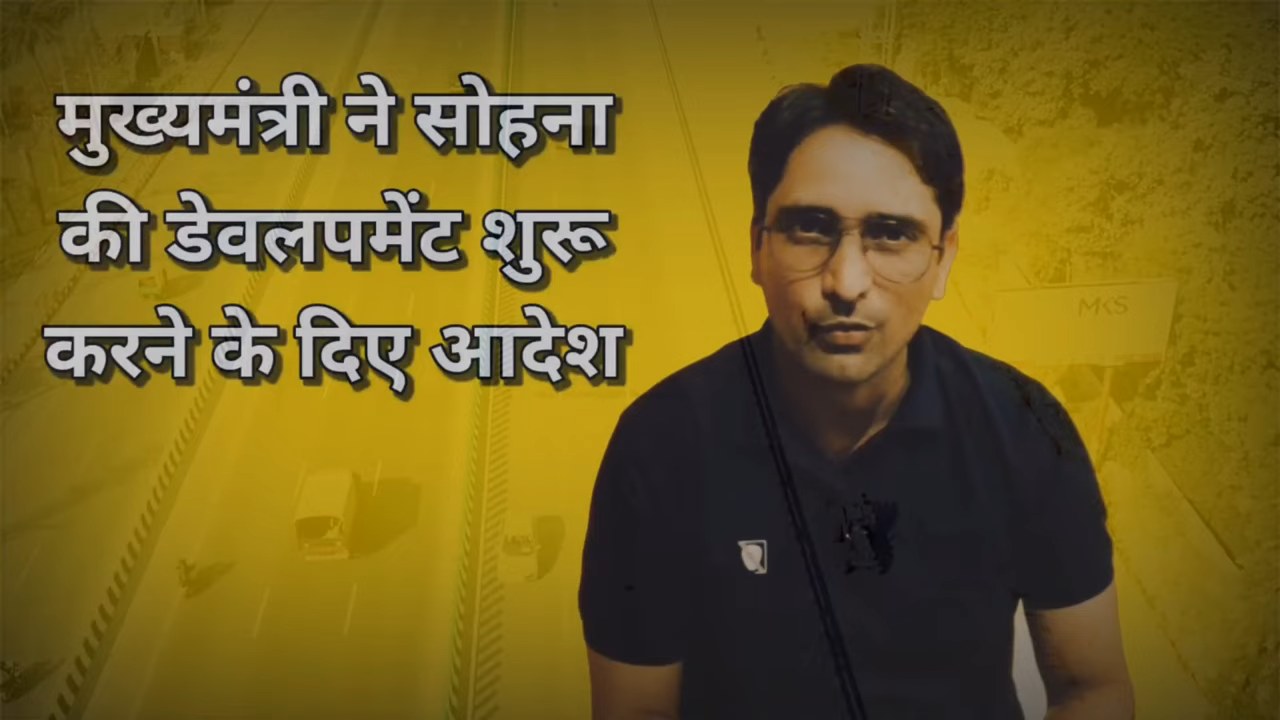 मुख्यमंत्री ने सोहना
की डेवलपमेंट शुरू
करने के दिए आदेश
MKS